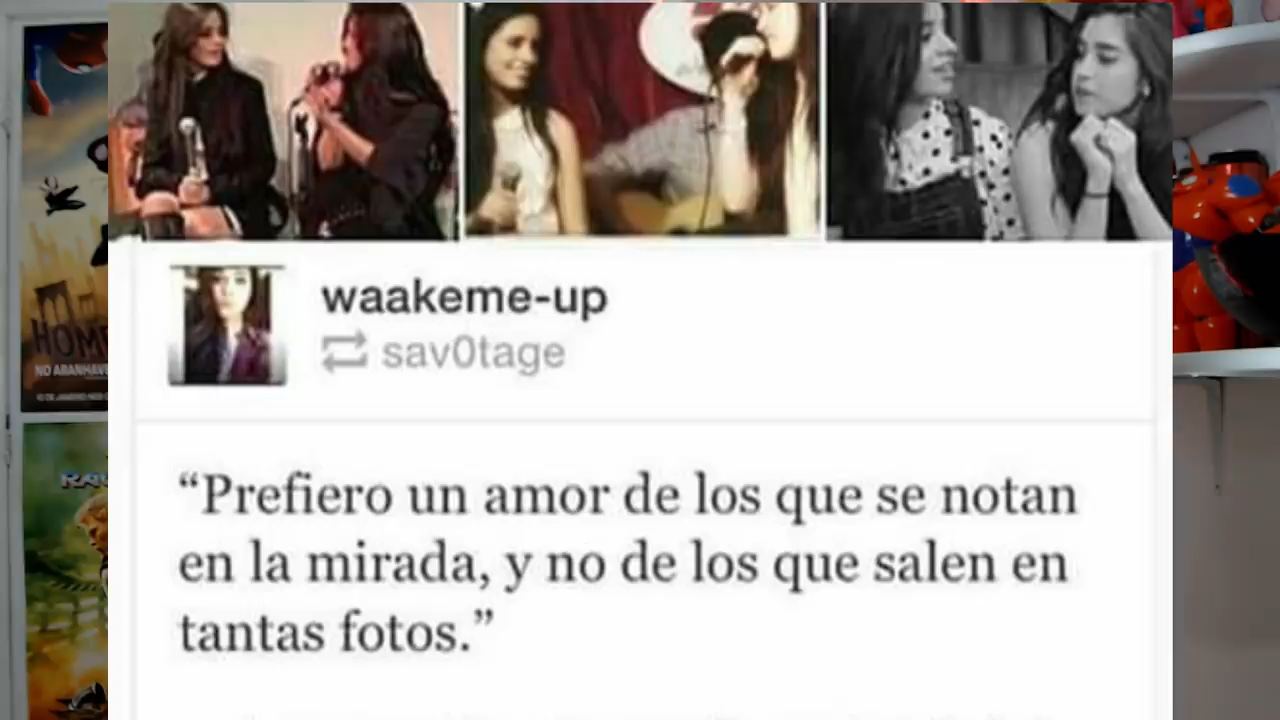 waakeme-up
sav0tage
“Prefiero un amor de los que se notan
en la mirada, y no de los que salen en
tantas fotos.”
HOM